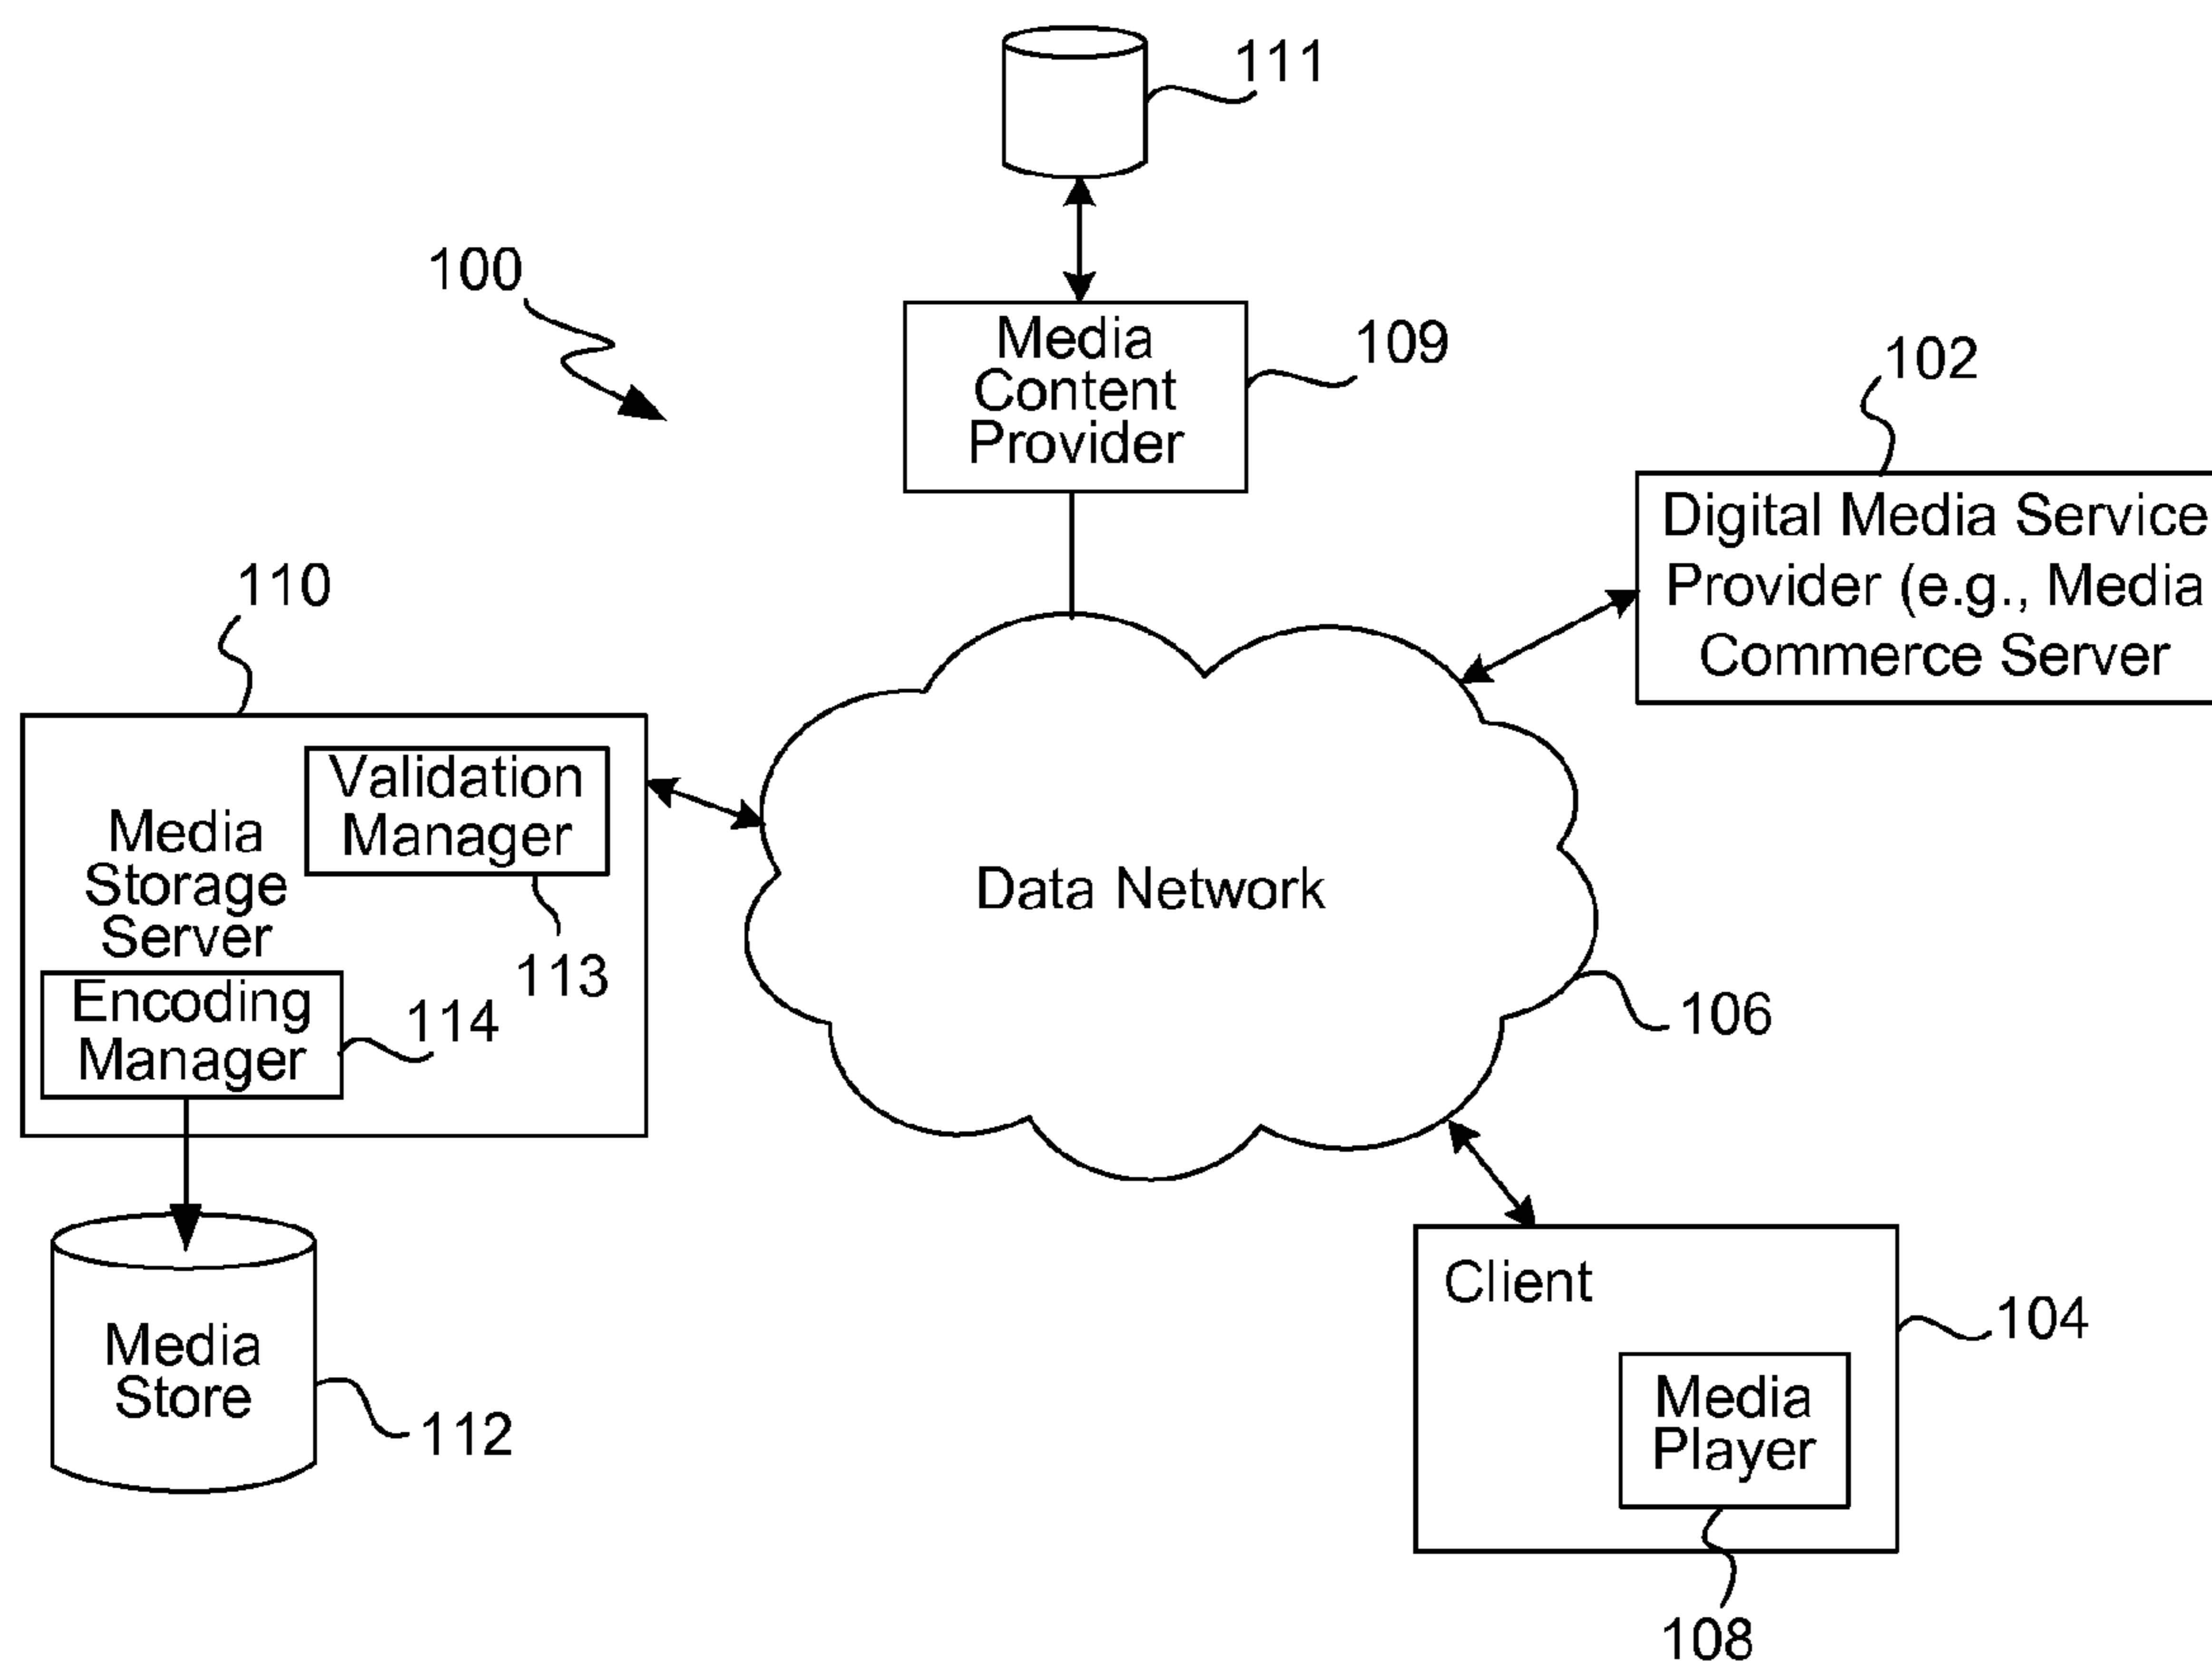 111
100
Media
Content
Provider
109
102
Digital Media Service
Provider (e.g., Media
Commerce Server
110
Validation
Manager
Media
Storage
Server
113
Encoding
Manager
114
Data Network
106
Media
Store
112
Client
104
Media
Player
108